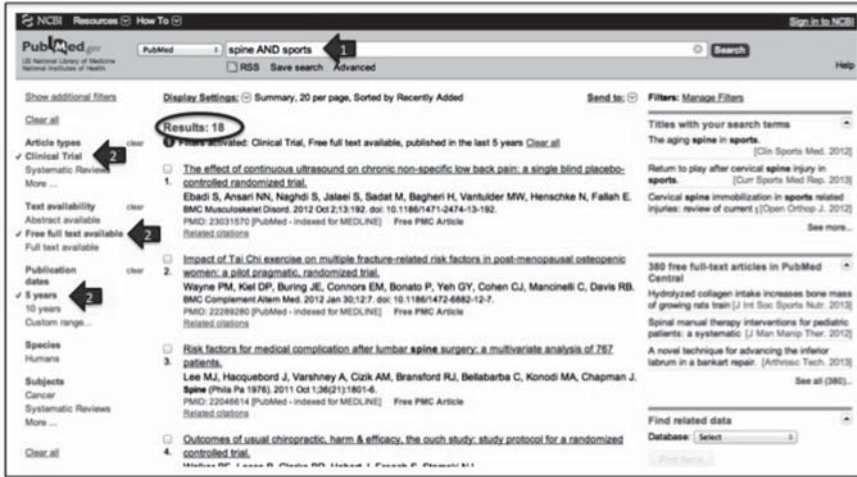 NCBI Resources How To Sign in to NCBI
PubMed.gov
US National Library of Medicine
National Institutes of Health
PubMed
spine AND sports
1
Search
RSS Save search Advanced
Help
Show additional filters
Clear all
Article types clear
✓ Clinical Trial
2
Systematic Reviews
More ...
Text availability clear
Abstract available
✓ Free full text available
2
Full text available
Publication dates clear
✓ 5 years
2
10 years
Custom range...
Species
Humans
Subjects
Cancer
Systematic Reviews
More ...
Clear all
Display Settings: Summary, 20 per page, Sorted by Recently Added Send to:
Results: 18
Filters activated: Clinical Trial, Free full text available, published in the last 5 years Clear all
The effect of continuous ultrasound on chronic non-specific low back pain: a single blind placebo-
1. controlled randomized trial.
Ebadi S, Ansari NN, Naghdi S, Jalaei S, Sadat M, Bagheri H, Vantulder MW, Henschke N, Fallah E.
BMC Musculoskelet Disord. 2012 Oct 2;13:192. doi: 10.1186/1471-2474-13-192.
PMID: 23031570 [PubMed - indexed for MEDLINE] Free PMC Article
Related citations
Impact of Tai Chi exercise on multiple fracture-related risk factors in post-menopausal osteopenic
2. women: a pilot pragmatic, randomized trial.
Wayne PM, Kiel DP, Buring JE, Connors EM, Bonato P, Yeh GY, Cohen CJ, Mancinelli C, Davis RB.
BMC Complement Altern Med. 2012 Jan 30;12:7. doi: 10.1186/1472-6882-12-7.
PMID: 22289280 [PubMed - indexed for MEDLINE] Free PMC Article
Related citations
Risk factors for medical complication after lumbar spine surgery: a multivariate analysis of 767
3. patients.
Lee MJ, Hacquebord J, Varshney A, Cizik AM, Bransford RJ, Bellabarba C, Konodi MA, Chapman J.
Spine (Phila Pa 1976). 2011 Oct 1;36(21):1801-6.
PMID: 22046614 [PubMed - indexed for MEDLINE] Free PMC Article
Related citations
Outcomes of usual chiropractic, harm & efficacy, the ouch study: study protocol for a randomized
4. controlled trial.
Filters: Manage Filters
Titles with your search terms
The aging spine in sports.
[Clin Sports Med. 2012]
Return to play after cervical spine injury in
sports. [Curr Sports Med Rep. 2013]
Cervical spine immobilization in sports related
injuries: review of current [Open Orthop J. 2012]
See more...
380 free full-text articles in PubMed
Central
Hydrolyzed collagen intake increases bone mass
of growing rats train [J Int Soc Sports Nutr. 2013]
Spinal manual therapy interventions for pediatric
patients: a systematic [J Man Manip Ther. 2012]
A novel technique for advancing the inferior
labrum in a bankart repair. [Arthrosc Tech. 2013]
See all (380)...
Find related data
Database: Select
Find items